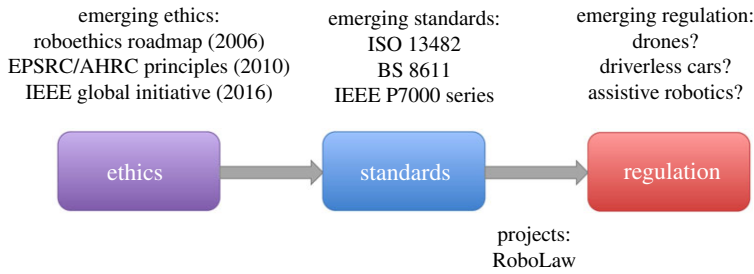 emerging ethics:
roboethics roadmap (2006)
EPSRC/AHRC principles (2010)
IEEE global initiative (2016)
emerging standards:
ISO 13482
BS 8611
IEEE P7000 series
emerging regulation:
drones?
driverless cars?
assistive robotics?
ethics
standards
regulation
projects:
RoboLaw